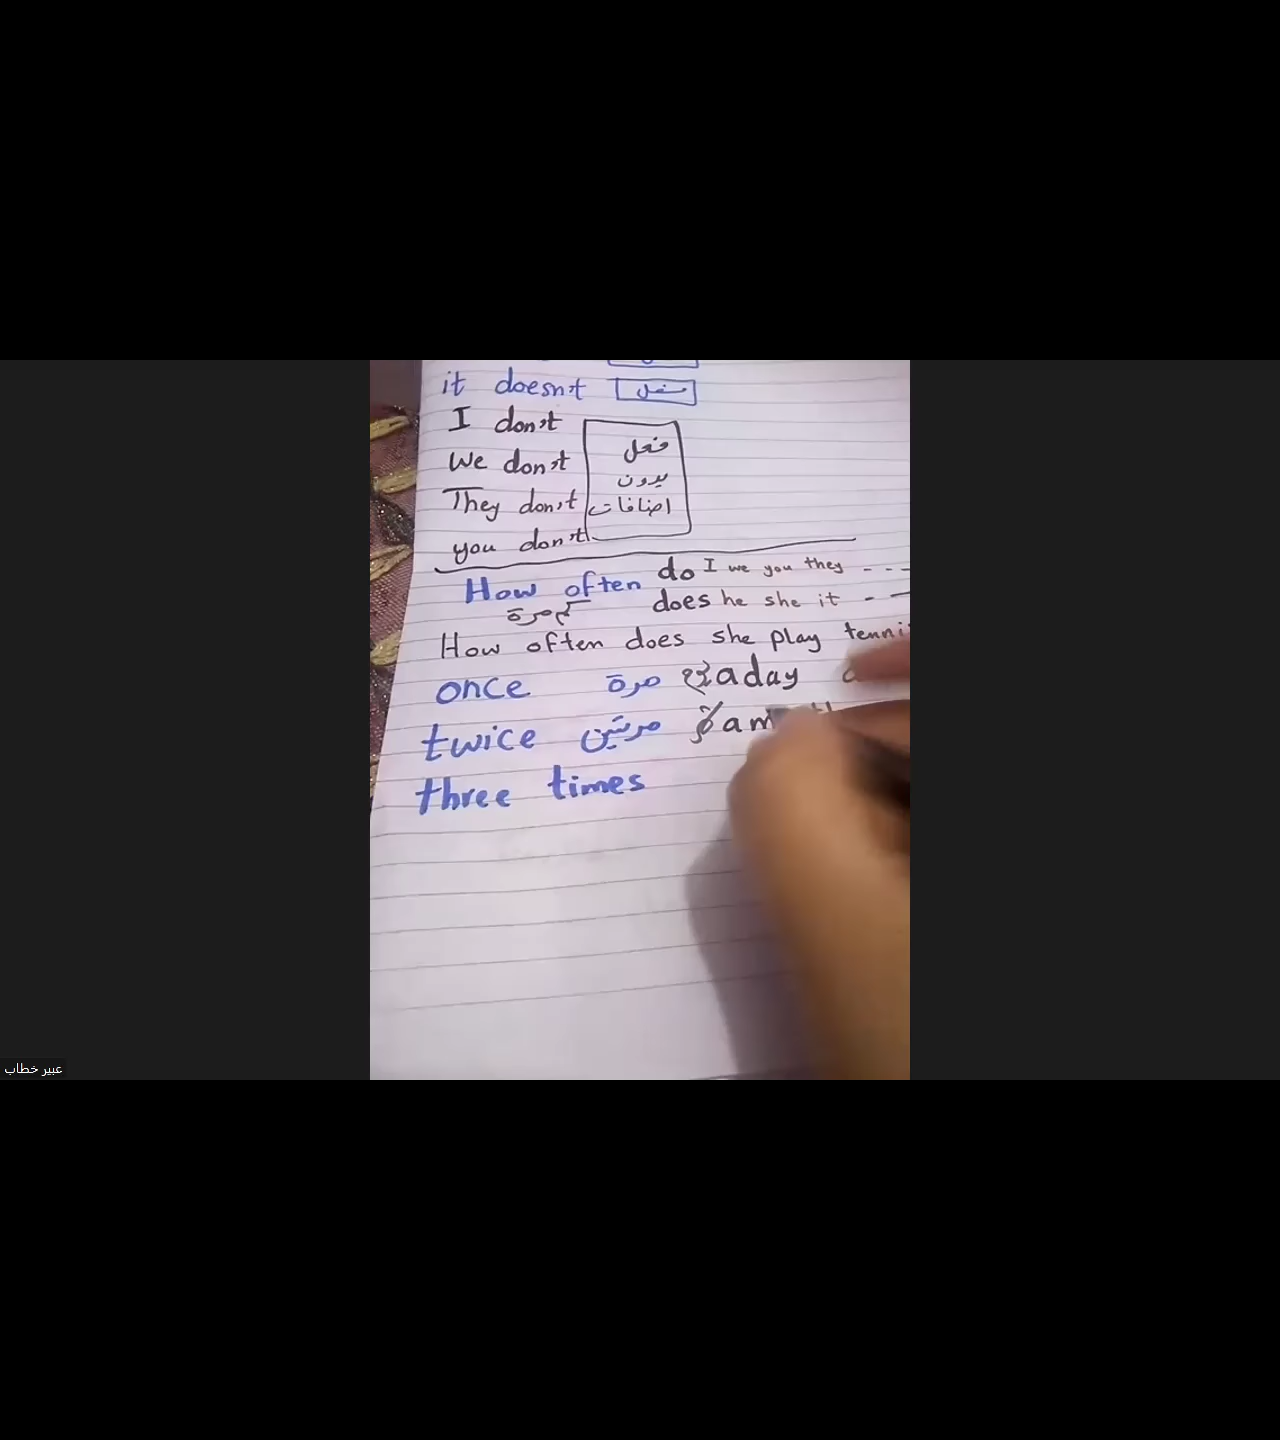 it doesn't فعل
I don't
We don't فعل
They don't بدون
you don't اضافات
How often do I we you they - - -
كم مرة does he she it - -
How often does she play tenni
once مرة aday
twice مرتين
three times
عبير خطاب